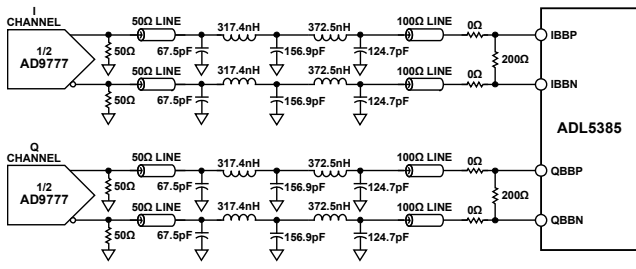 I
CHANNEL
1/2
AD9777
50Ω
50Ω LINE
67.5pF
317.4nH
156.9pF
372.5nH
124.7pF
100Ω LINE
0Ω
IBBP
200Ω
50Ω
50Ω LINE
67.5pF
317.4nH
156.9pF
372.5nH
124.7pF
100Ω LINE
0Ω
IBBN
ADL5385
Q
CHANNEL
1/2
AD9777
50Ω
50Ω LINE
67.5pF
317.4nH
156.9pF
372.5nH
124.7pF
100Ω LINE
0Ω
QBBP
200Ω
50Ω
50Ω LINE
67.5pF
317.4nH
156.9pF
372.5nH
124.7pF
100Ω LINE
0Ω
QBBN